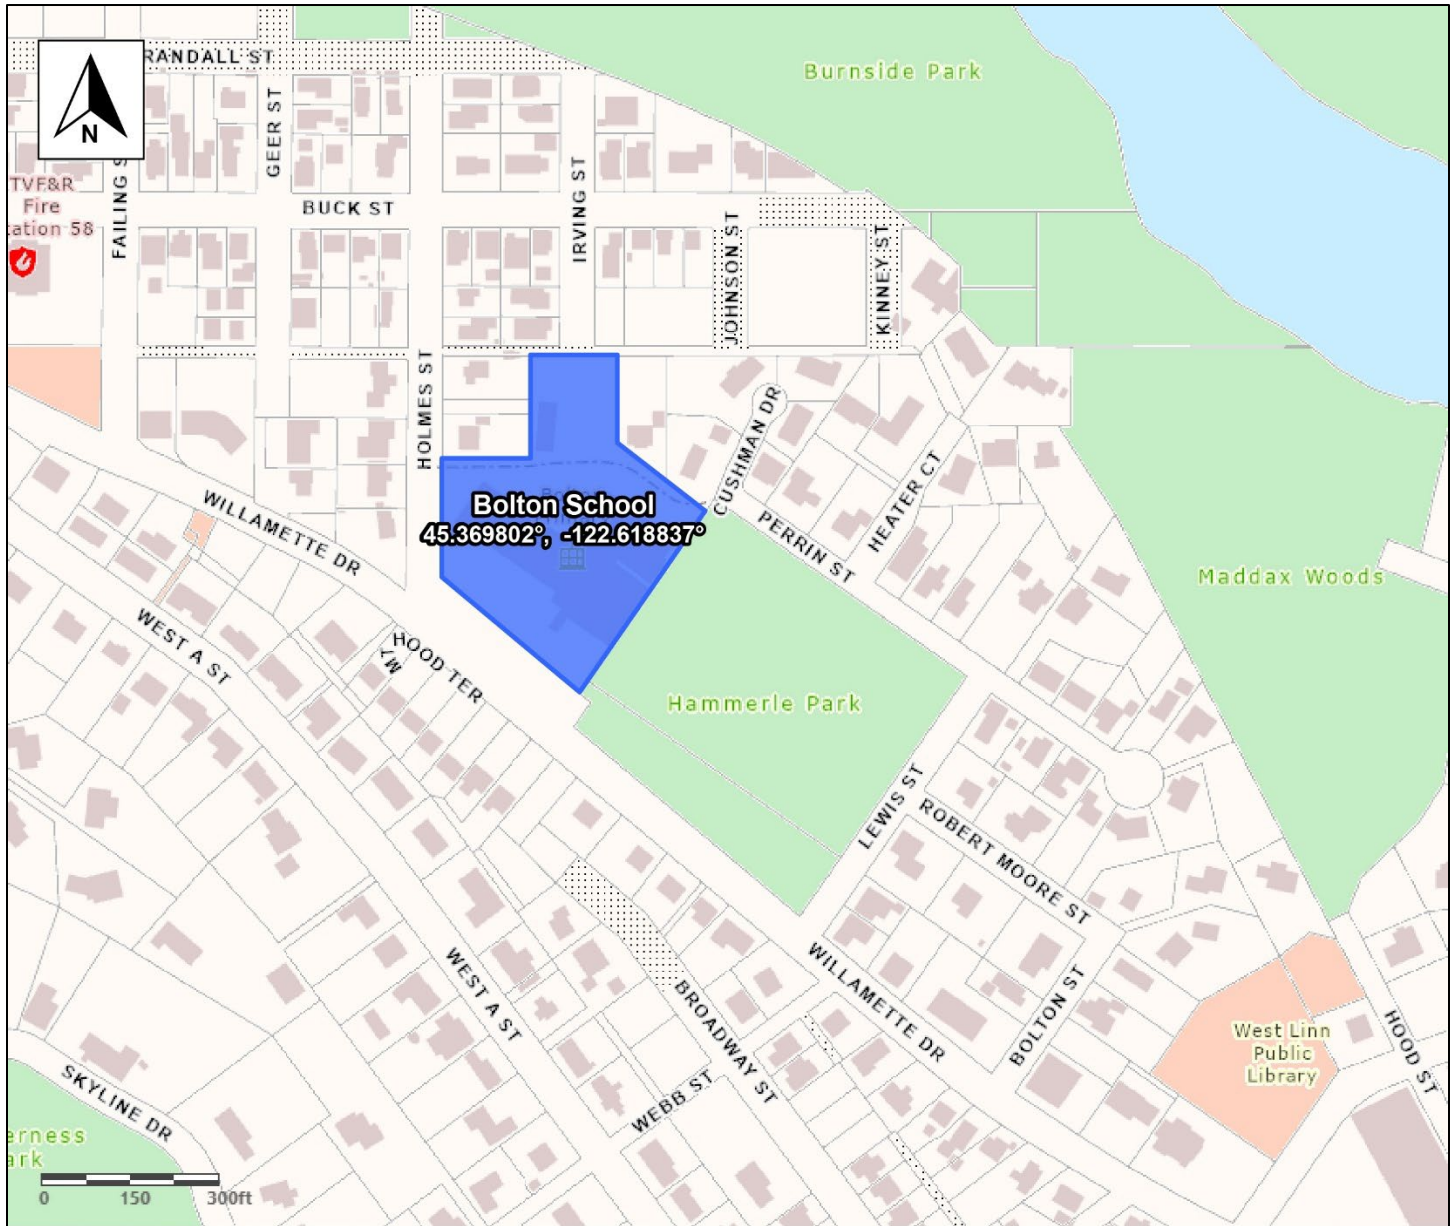 RANDALL ST
Burnside Park
N
GEER ST
TVF&R
Fire
tation 58
FAILING S
BUCK ST
IRVING ST
JOHNSON ST
KINNEY ST
HOLMES ST
CUSHMAN DR
HEATER CT
Bolton School
45.369802°, -122.618837°
WILLAMETTE DR
PERRIN ST
Maddax Woods
WEST A ST
HOOD TER
WY
Hammerle Park
LEWIS ST
ROBERT MOORE ST
WEST A ST
WILLAMETTE DR
BROADWAY ST
BOLTON ST
West Linn
Public
Library
HOOD ST
SKYLINE DR
WEBB ST
erness
ark
0 150 300ft